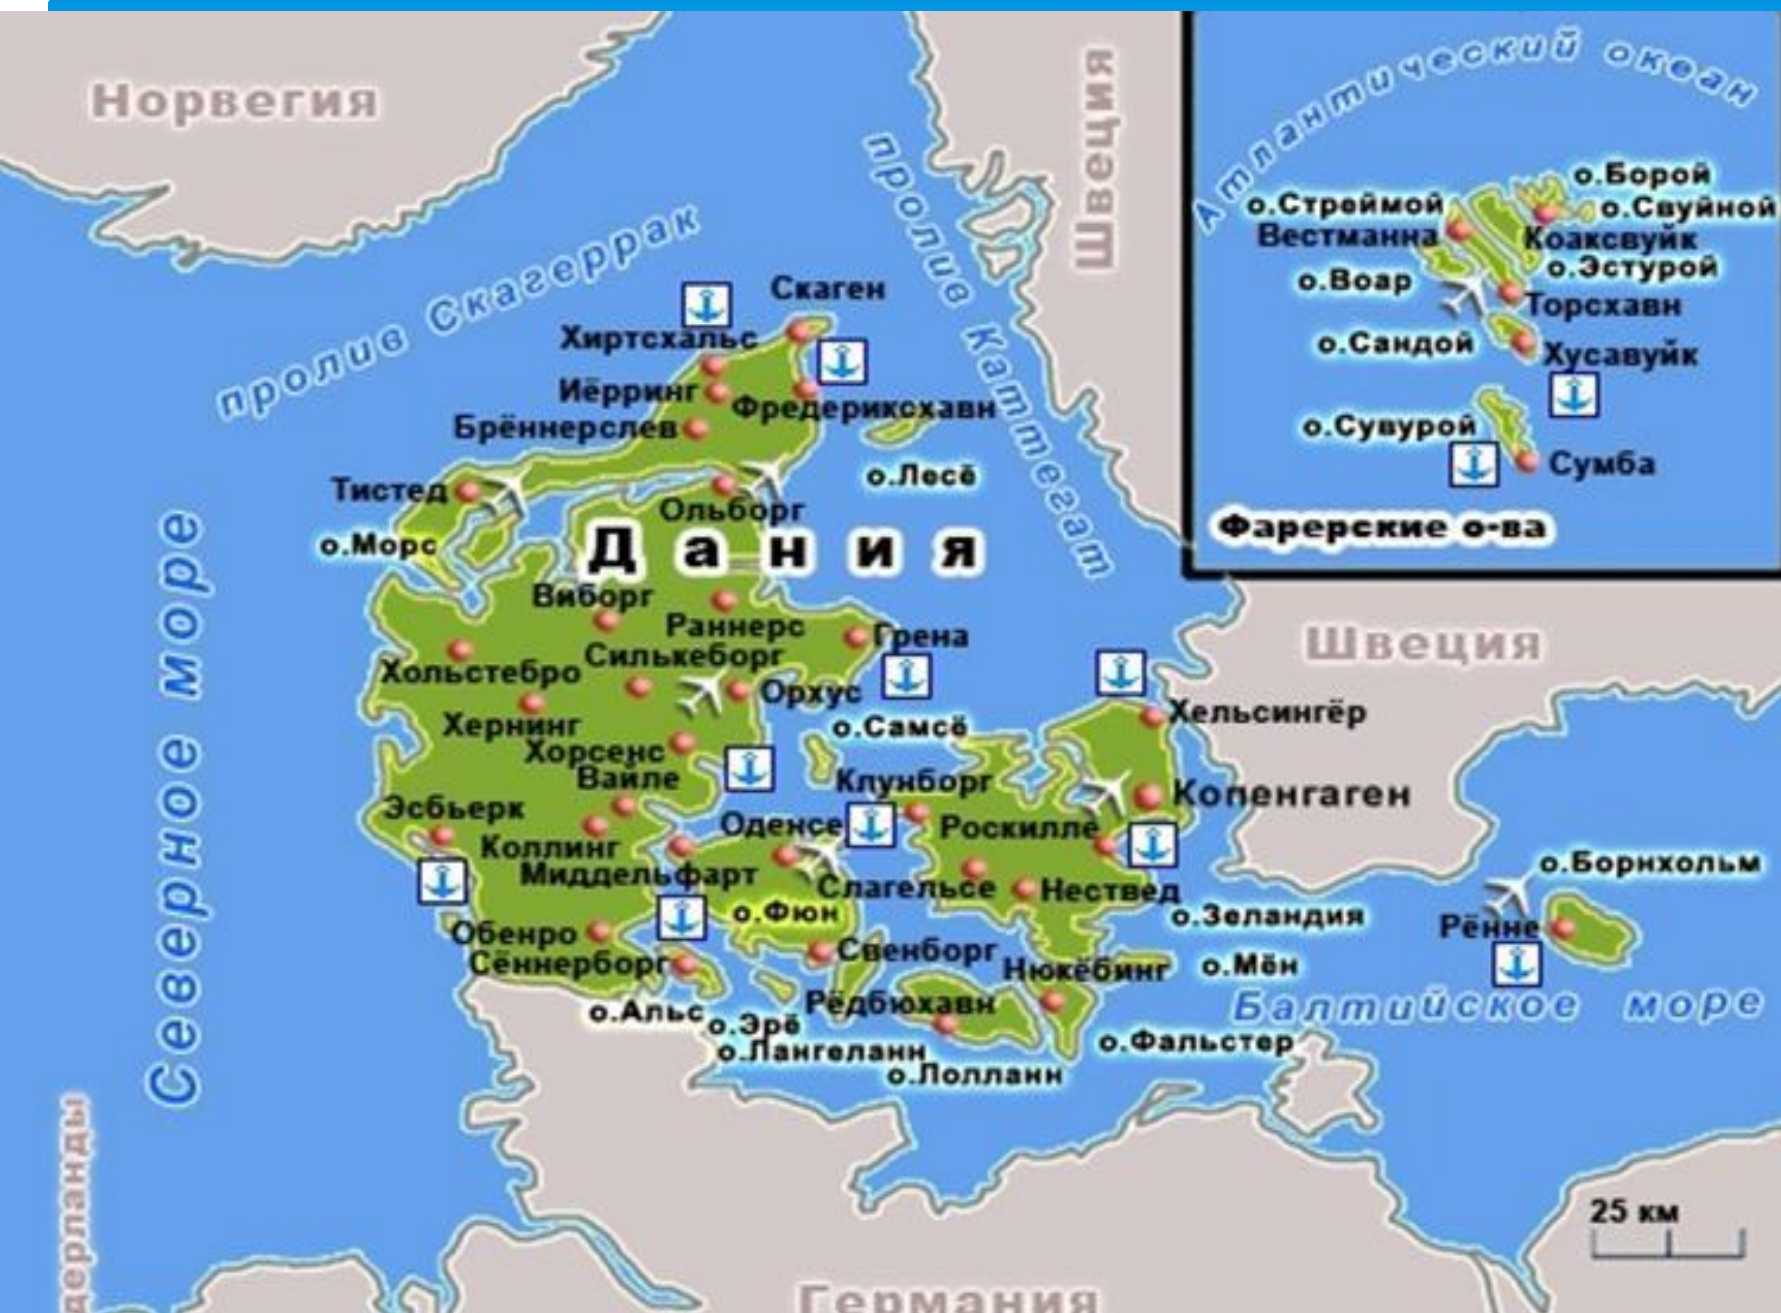 Норвегия
Швеция
Атлантический океан
о.Борой
о.Стреймой
о.Свуйной
Вестманна
Коаксвуйк
о.Эстурой
о.Воар
Торсхавн
о.Сандой
Хусавуйк
о.Сувурой
Сумба
Фарерские о-ва
пролив Скагеррак
пролив Каттегат
Скаген
Хиртсхальс
Иёрринг
Фредериксхавн
Брённерслев
о.Лесё
Тистед
Ольборг
о.Морс
Дания
Северное море
Виборг
Раннерс
Грена
Швеция
Силькеборг
Хольстебро
Орхус
Хельсингёр
Хернинг
о.Самсё
Хорсенс
Вайле
Клунборг
Копенгаген
Эсбьерк
Оденсе
Роскилле
Коллинг
Миддельфарт
Слагельсе
Нествед
о.Борнхольм
о.Фюн
о.Зеландия
Рённе
Обенро
Свенборг
Сённерборг
Нюкёбинг
о.Мён
Рёдбюхавн
Балтийское море
о.Альс
о.Эрё
о.Фальстер
о.Лангеланн
о.Лолланн
дерланды
25 км
Германия